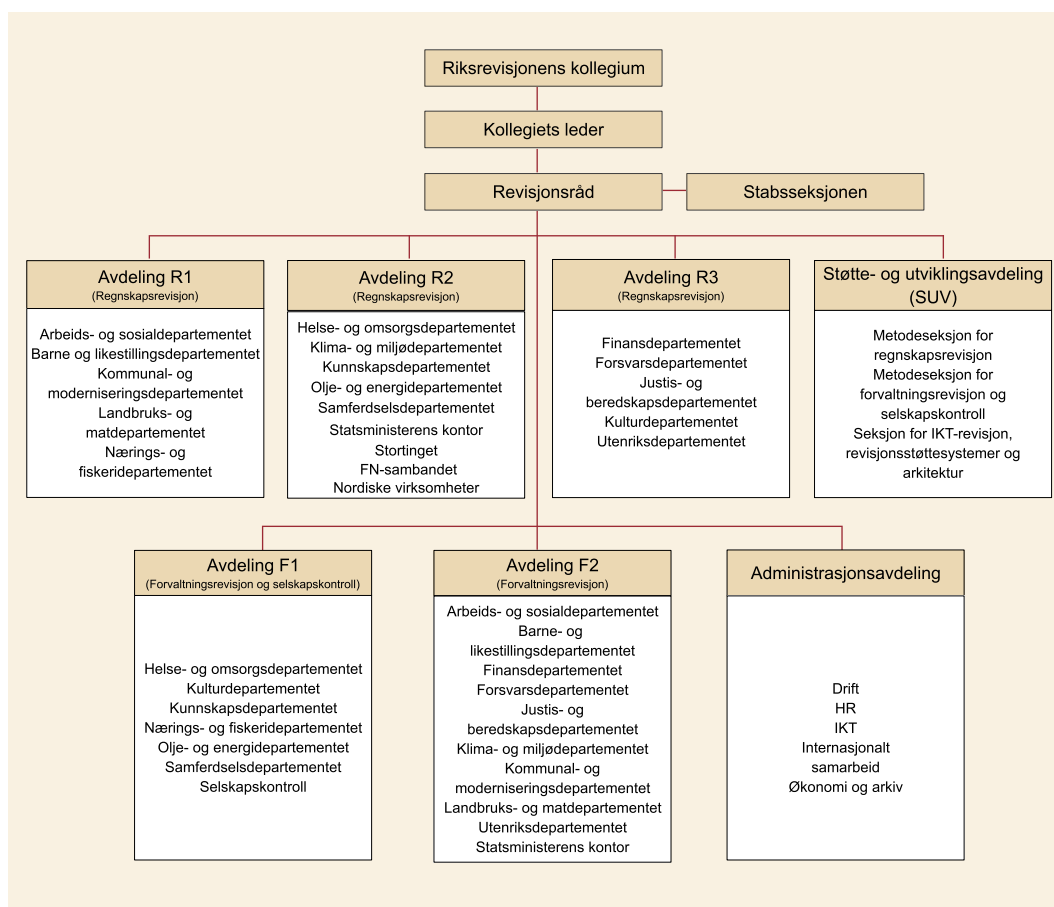 Riksrevisjonens kollegium
Kollegiets leder
Revisjonsråd
Stabsseksjonen
Avdeling R1
(Regnskapsrevisjon)
Arbeids- og sosialdepartementet
Barne og likestillingsdepartementet
Kommunal- og
moderniseringsdepartementet
Landbruks- og
matdepartementet
Nærings- og
fiskeridepartementet
Avdeling R2
(Regnskapsrevisjon)
Helse- og omsorgsdepartementet
Klima- og miljødepartementet
Kunnskapsdepartementet
Olje- og energidepartementet
Samferdselsdepartementet
Statsministerens kontor
Stortinget
FN-sambandet
Nordiske virksomheter
Avdeling R3
(Regnskapsrevisjon)
Finansdepartementet
Forsvarsdepartementet
Justis- og
beredskapsdepartementet
Kulturdepartementet
Utenriksdepartementet
Støtte- og utviklingsavdeling
(SUV)
Metodeseksjon for
regnskapsrevisjon
Metodeseksjon for
forvaltningsrevisjon og
selskapskontroll
Seksjon for IKT-revisjon,
revisjonsstøttesystemer og
arkitektur
Avdeling F1
(Forvaltningsrevisjon og selskapskontroll)
Helse- og omsorgsdepartementet
Kulturdepartementet
Kunnskapsdepartementet
Nærings- og fiskeridepartementet
Olje- og energidepartementet
Samferdselsdepartementet
Selskapskontroll
Avdeling F2
(Forvaltningsrevisjon)
Arbeids- og sosialdepartementet
Barne- og
likestillingsdepartementet
Finansdepartementet
Forsvarsdepartementet
Justis- og
beredskapsdepartementet
Klima- og miljødepartementet
Kommunal- og
moderniseringsdepartementet
Landbruks- og matdepartementet
Utenriksdepartementet
Statsministerens kontor
Administrasjonsavdeling
Drift
HR
IKT
Internasjonalt
samarbeid
Økonomi og arkiv